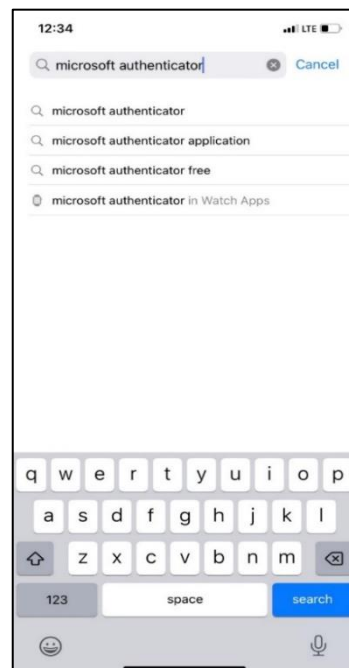 12:34 LTE
microsoft authenticator Cancel
microsoft authenticator
microsoft authenticator application
microsoft authenticator free
microsoft authenticator in Watch Apps
q w e r t y u i o p
a s d f g h j k l
z x c v b n m
123 space search